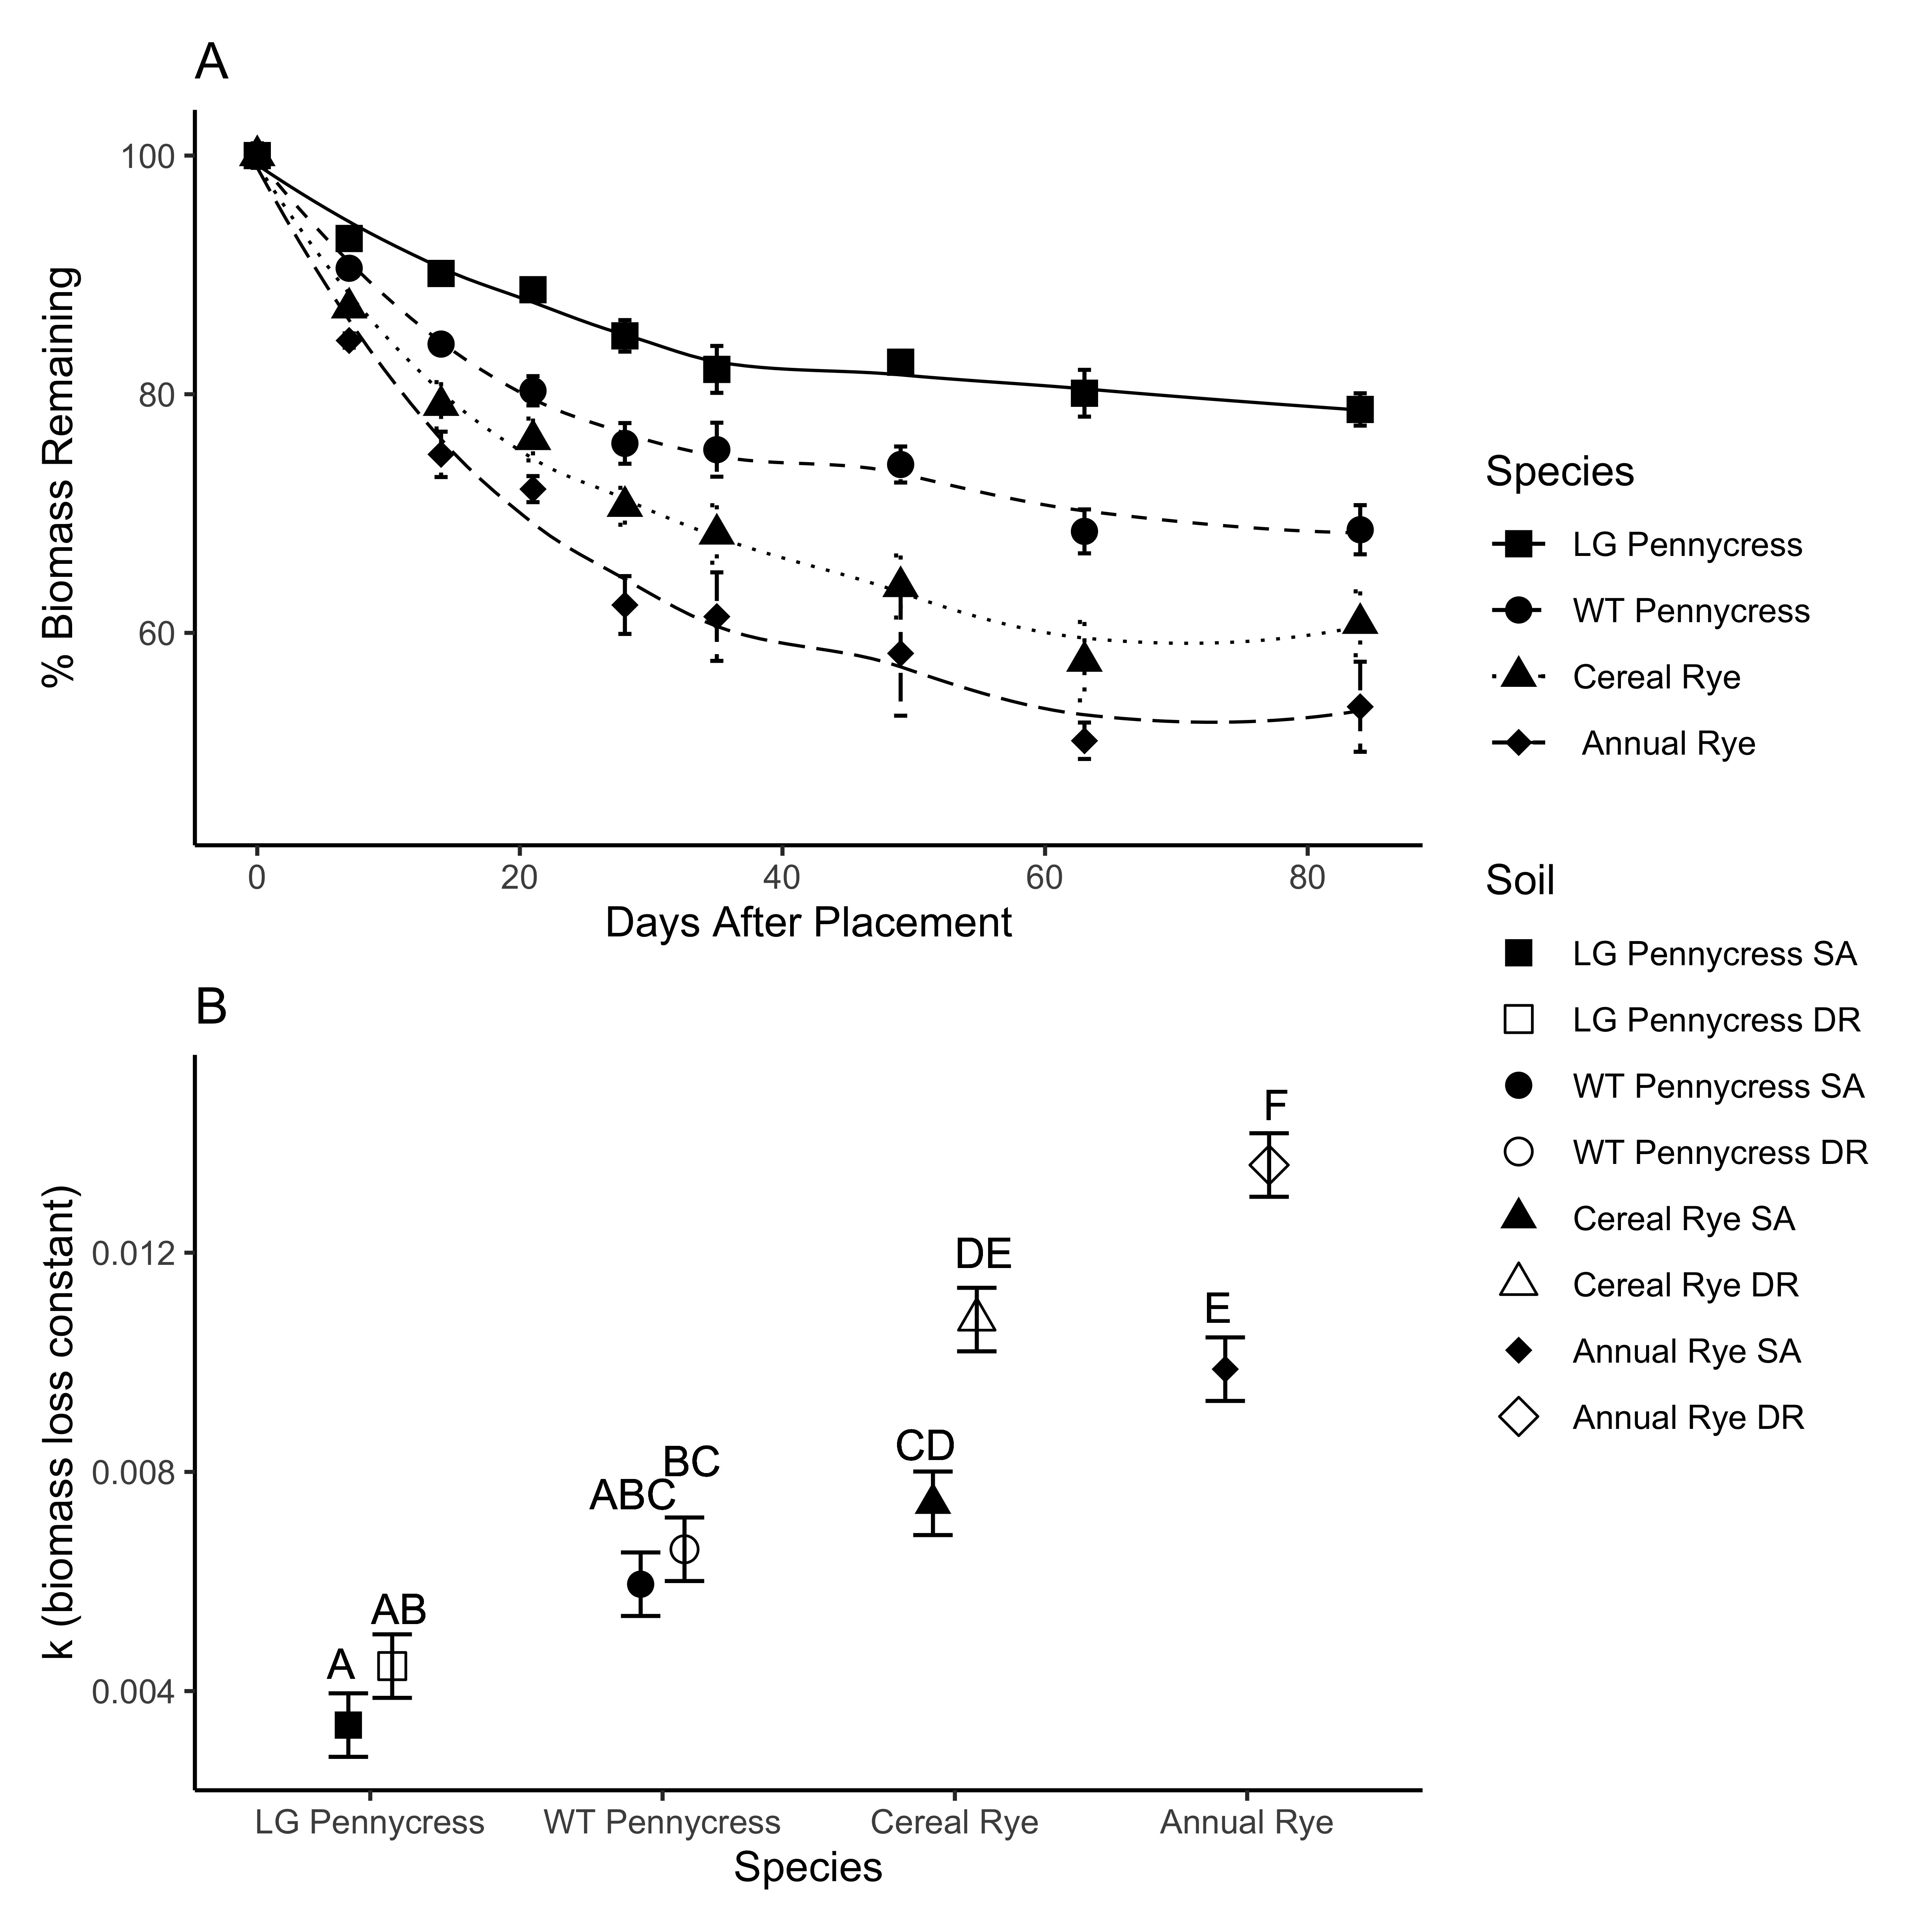 A
% Biomass Remaining
100
80
60
0 20 40 60 80
Days After Placement
Species
LG Pennycress
WT Pennycress
Cereal Rye
Annual Rye
Soil
LG Pennycress SA
LG Pennycress DR
WT Pennycress SA
WT Pennycress DR
Cereal Rye SA
Cereal Rye DR
Annual Rye SA
Annual Rye DR
B
k (biomass loss constant)
0.012
0.008
0.004
A
AB
ABC
BC
CD
DE
E
F
LG Pennycress WT Pennycress Cereal Rye Annual Rye
Species